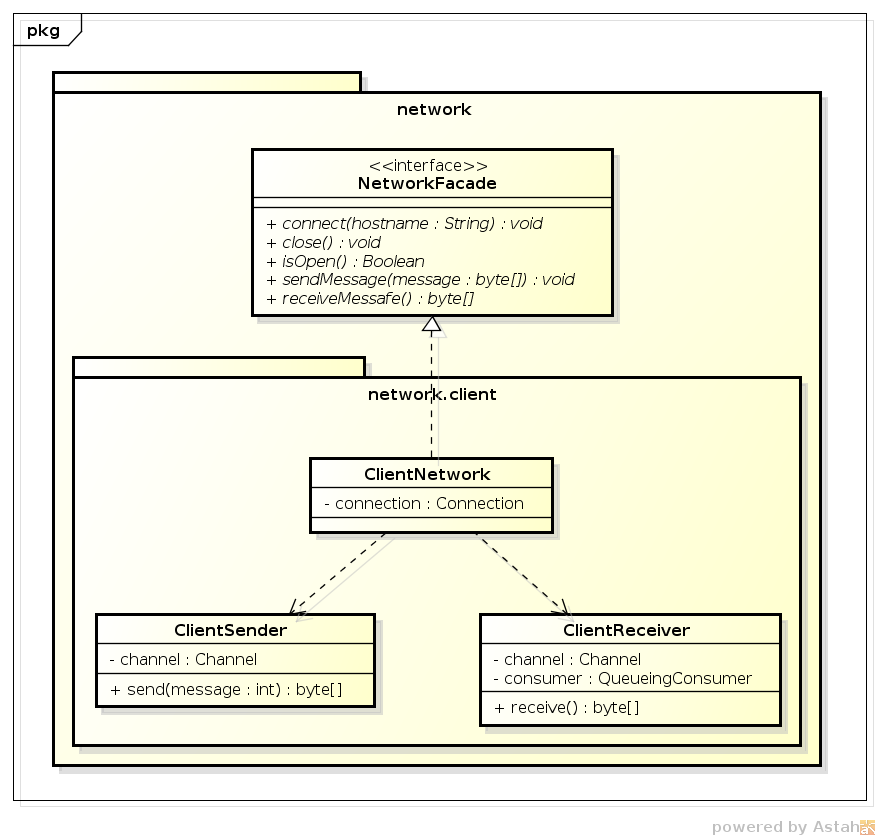 pkg
network
<<interface>>
NetworkFacade
+ connect(hostname : String) : void
+ close() : void
+ isOpen() : Boolean
+ sendMessage(message : byte[]) : void
+ receiveMessafe() : byte[]
network.client
ClientNetwork
- connection : Connection
ClientSender
- channel : Channel
+ send(message : int) : byte[]
ClientReceiver
- channel : Channel
- consumer : QueueingConsumer
+ receive() : byte[]
powered by Astah